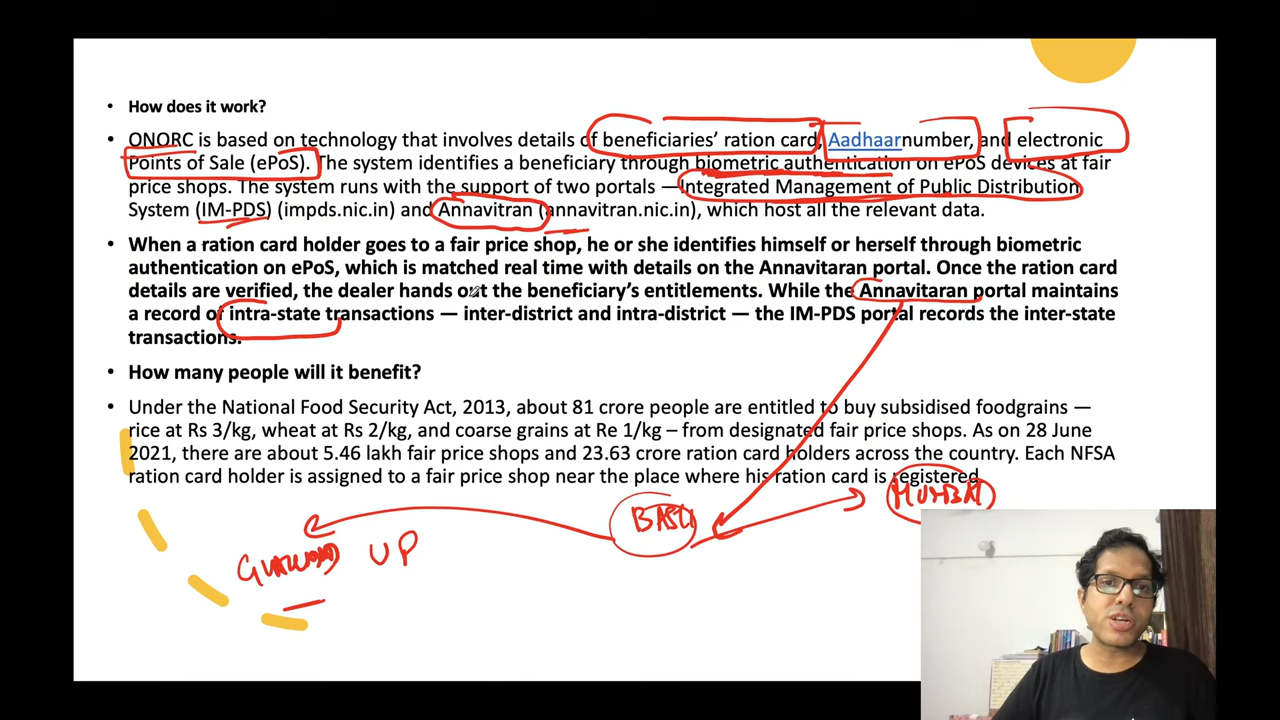 • How does it work?
• ONORC is based on technology that involves details of beneficiaries' ration card, Aadhaar number, and electronic
Points of Sale (ePoS). The system identifies a beneficiary through biometric authentication on ePoS devices at fair
price shops. The system runs with the support of two portals —Integrated Management of Public Distribution
System (IM-PDS) (impds.nic.in) and Annavitran (annavitran.nic.in), which host all the relevant data.
• When a ration card holder goes to a fair price shop, he or she identifies himself or herself through biometric
authentication on ePoS, which is matched real time with details on the Annavitaran portal. Once the ration card
details are verified, the dealer hands out the beneficiary's entitlements. While the Annavitaran portal maintains
a record of intra-state transactions — inter-district and intra-district — the IM-PDS portal records the inter-state
transactions.
• How many people will it benefit?
• Under the National Food Security Act, 2013, about 81 crore people are entitled to buy subsidised foodgrains —
rice at Rs 3/kg, wheat at Rs 2/kg, and coarse grains at Re 1/kg – from designated fair price shops. As on 28 June
2021, there are about 5.46 lakh fair price shops and 23.63 crore ration card holders across the country. Each NFSA
ration card holder is assigned to a fair price shop near the place where his ration card is registered.
MUMBAI
BASTI
UP